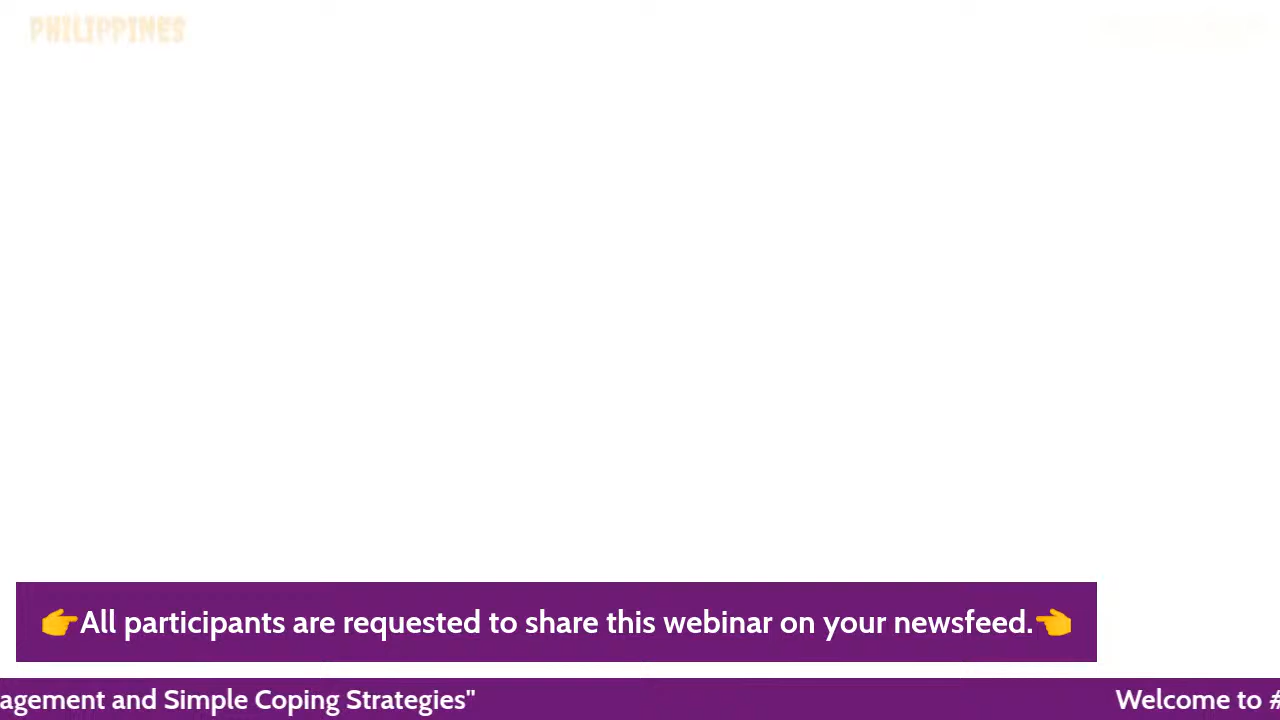 PHILIPPINES
👉All participants are requested to share this webinar on your newsfeed.👈
agement and Simple Coping Strategies" Welcome to #